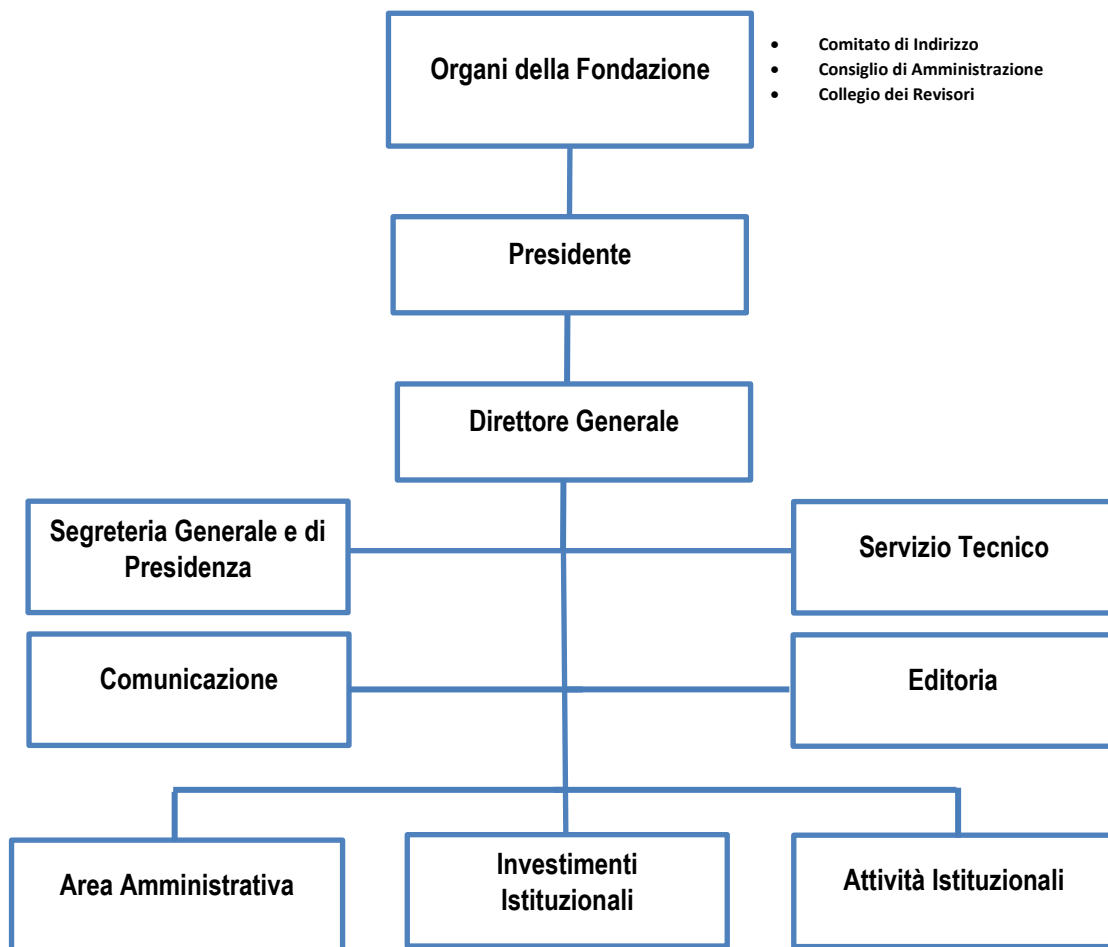 Organi della Fondazione
• Comitato di Indirizzo
• Consiglio di Amministrazione
• Collegio dei Revisori
Presidente
Direttore Generale
Segreteria Generale e di
Presidenza
Servizio Tecnico
Comunicazione
Editoria
Area Amministrativa
Investimenti
Istituzionali
Attività Istituzionali